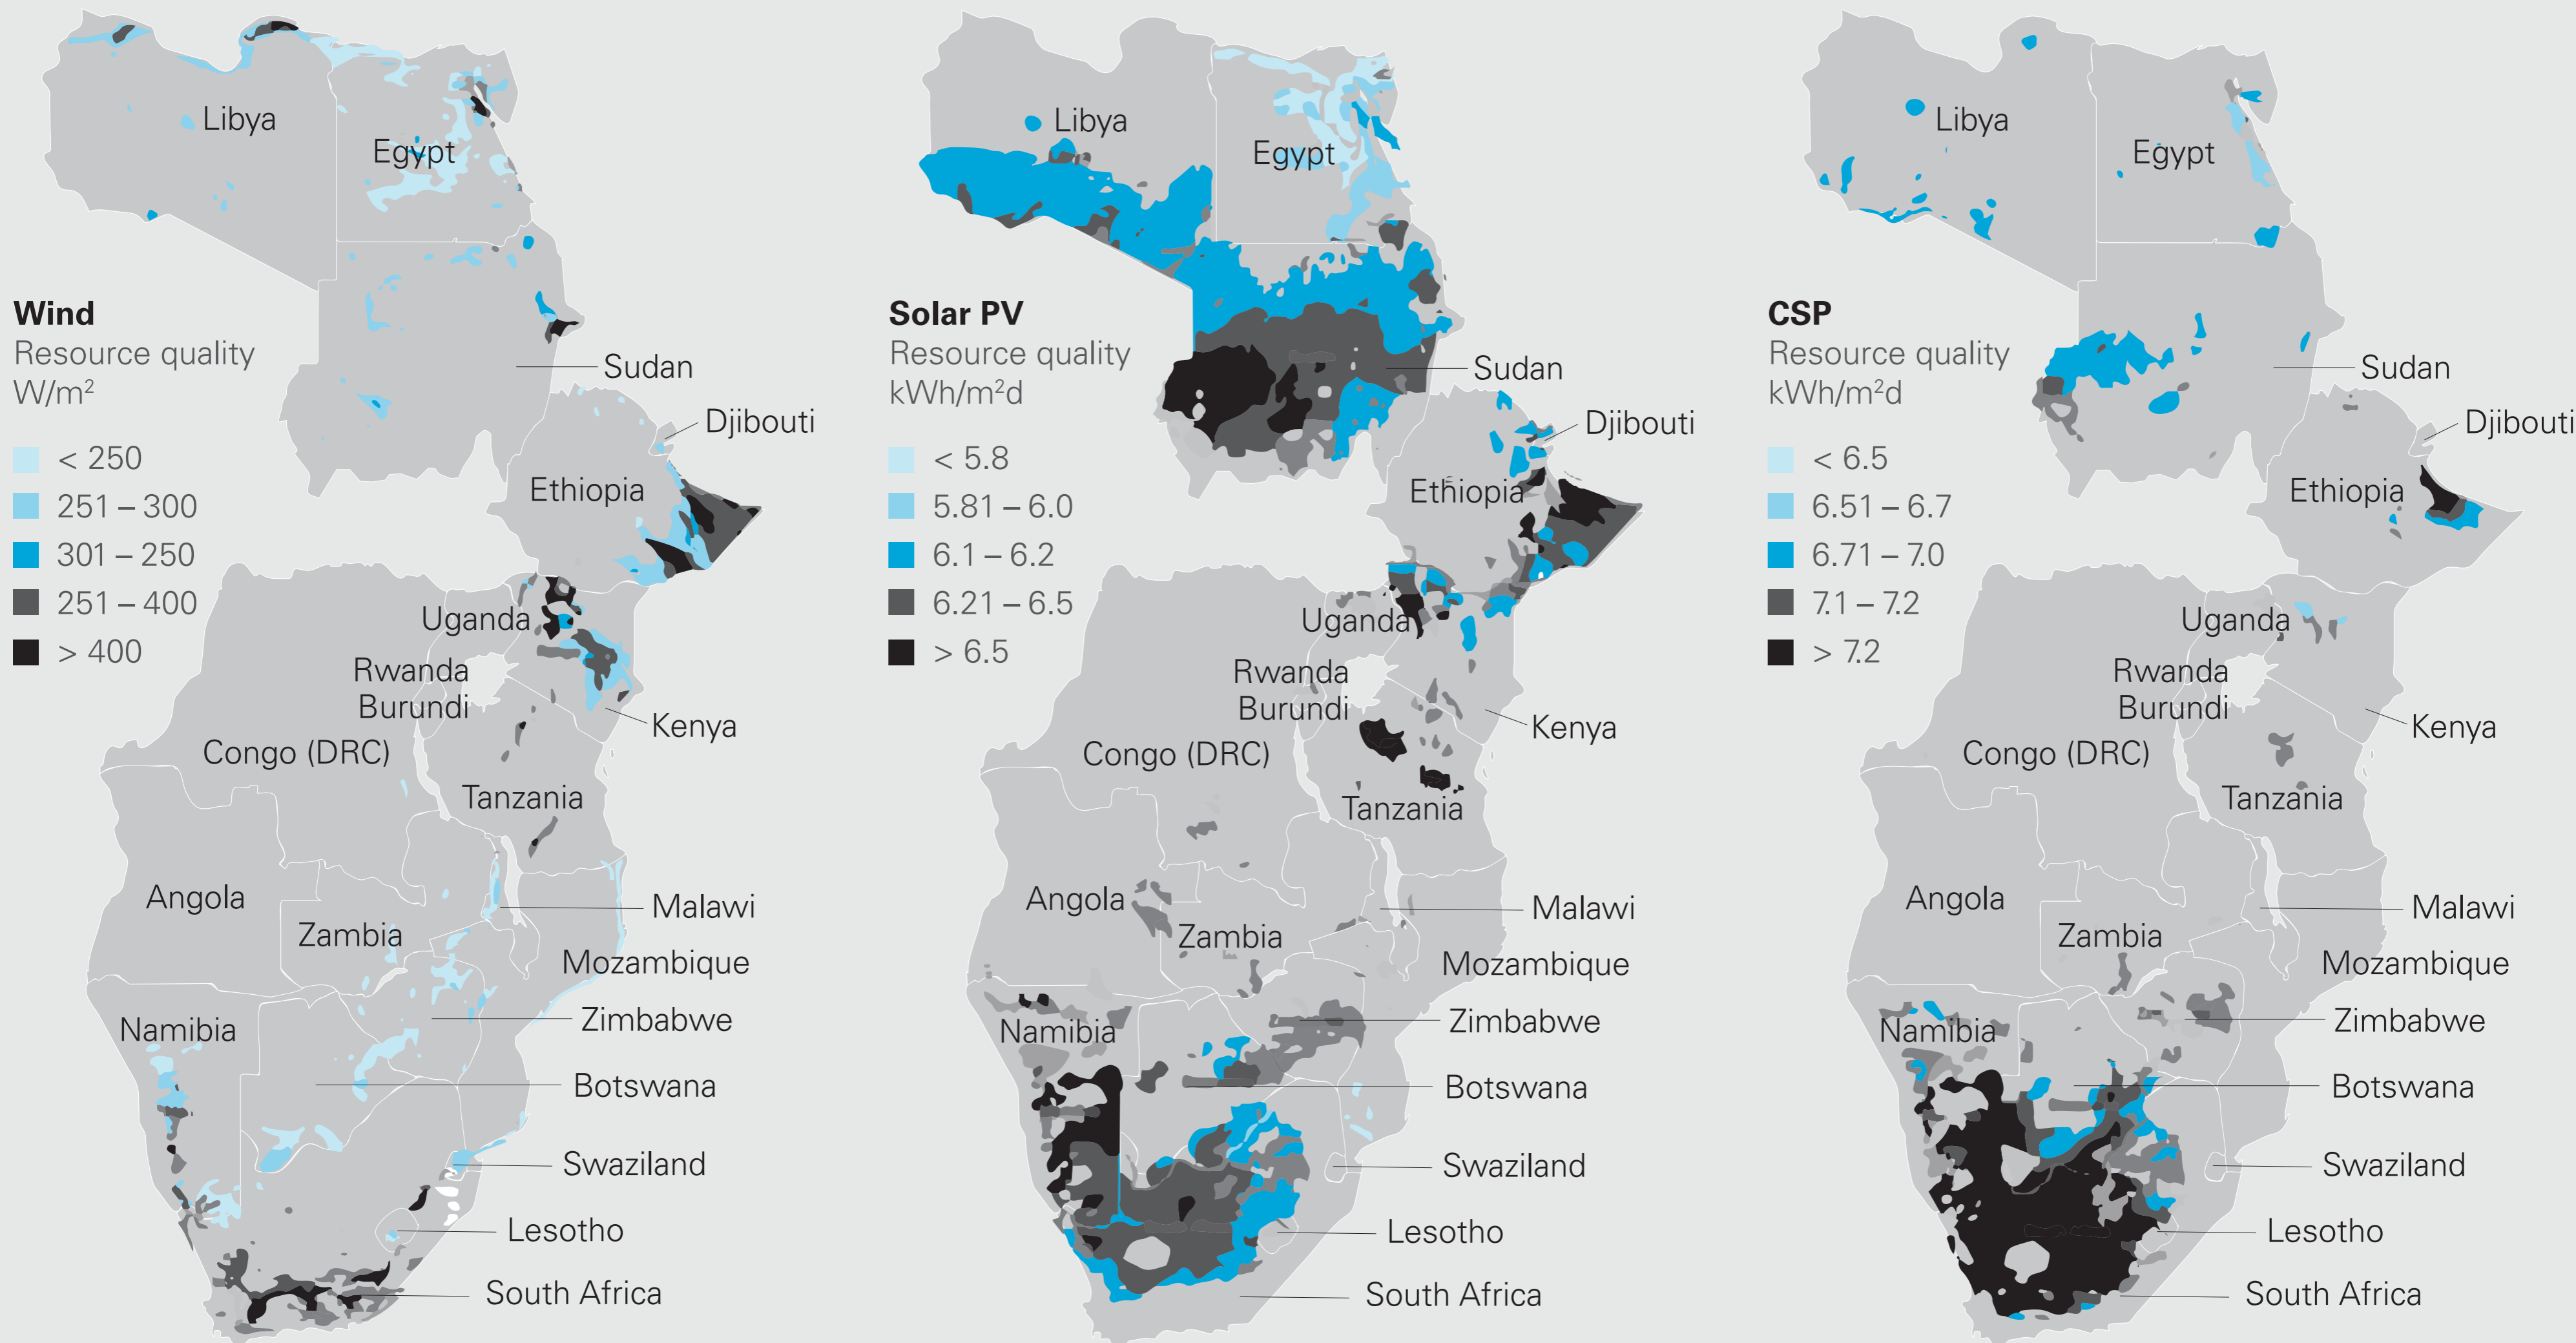 Libya
Egypt
Wind
Resource quality
W/m²
< 250
251 – 300
301 – 250
251 – 400
> 400
Sudan
Djibouti
Ethiopia
Uganda
Rwanda
Burundi
Kenya
Congo (DRC)
Tanzania
Angola
Malawi
Zambia
Mozambique
Zimbabwe
Namibia
Botswana
Swaziland
Lesotho
South Africa
Libya
Egypt
Solar PV
Resource quality
kWh/m²d
< 5.8
5.81 – 6.0
6.1 – 6.2
6.21 – 6.5
> 6.5
Sudan
Djibouti
Ethiopia
Uganda
Rwanda
Burundi
Kenya
Congo (DRC)
Tanzania
Angola
Malawi
Zambia
Mozambique
Zimbabwe
Namibia
Botswana
Swaziland
Lesotho
South Africa
Libya
Egypt
CSP
Resource quality
kWh/m²d
< 6.5
6.51 – 6.7
6.71 – 7.0
7.1 – 7.2
> 7.2
Sudan
Djibouti
Ethiopia
Uganda
Rwanda
Burundi
Kenya
Congo (DRC)
Tanzania
Angola
Malawi
Zambia
Mozambique
Zimbabwe
Namibia
Botswana
Swaziland
Lesotho
South Africa